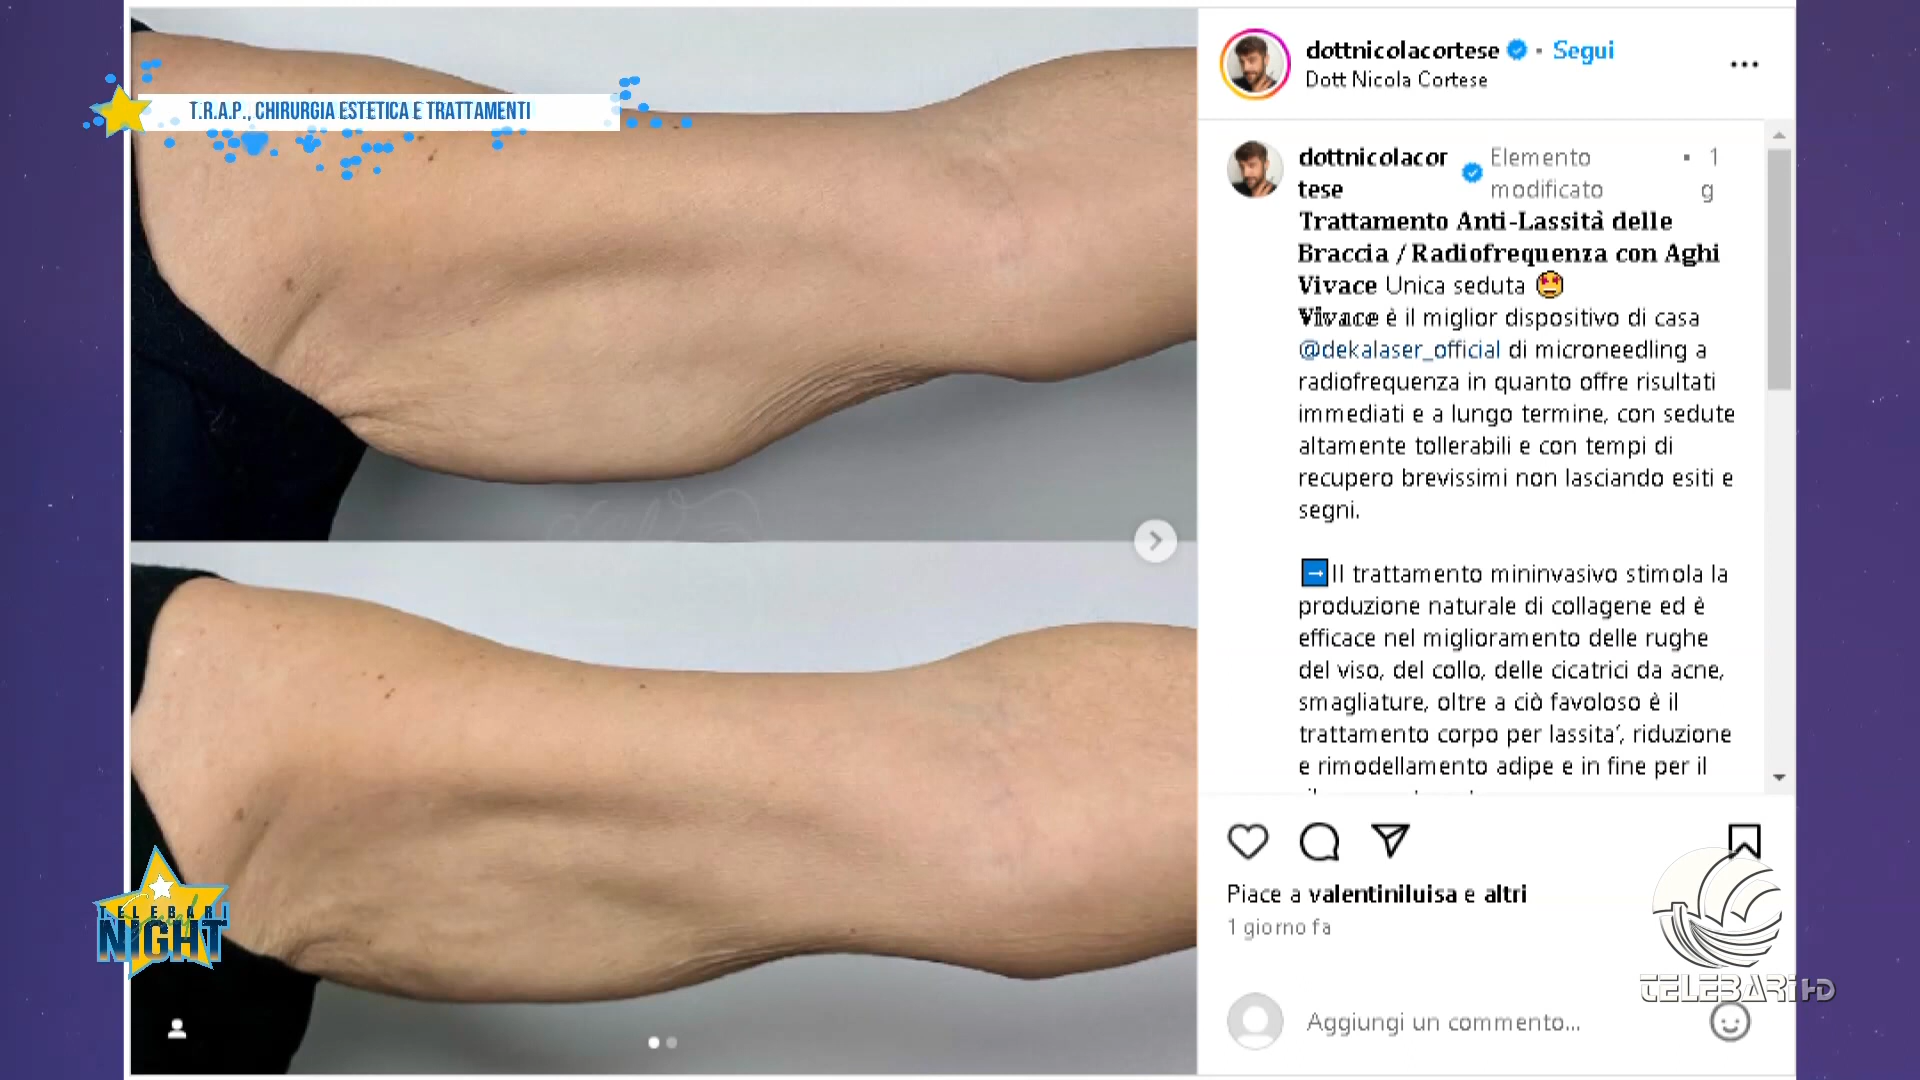 T.R.A.P., CHIRURGIA ESTETICA E TRATTAMENTI
dottnicolacortese • Segui
Dott Nicola Cortese
dottnicolacor
tese
Elemento
modificato
• 1
g
Trattamento Anti-Lassità delle
Braccia / Radiofrequenza con Aghi
Vivace Unica seduta 🤩
Vivace è il miglior dispositivo di casa
@dekalaser_official di microneedling a
radiofrequenza in quanto offre risultati
immediati e a lungo termine, con sedute
altamente tollerabili e con tempi di
recupero brevissimi non lasciando esiti e
segni.
➡Il trattamento mininvasivo stimola la
produzione naturale di collagene ed è
efficace nel miglioramento delle rughe
del viso, del collo, delle cicatrici da acne,
smagliature, oltre a ciò favoloso è il
trattamento corpo per lassita', riduzione
e rimodellamento adipe e in fine per il
Piace a valentiniluisa e altri
1 giorno fa
Aggiungi un commento...
TELEBARI
NIGHT
TELEBARI HD